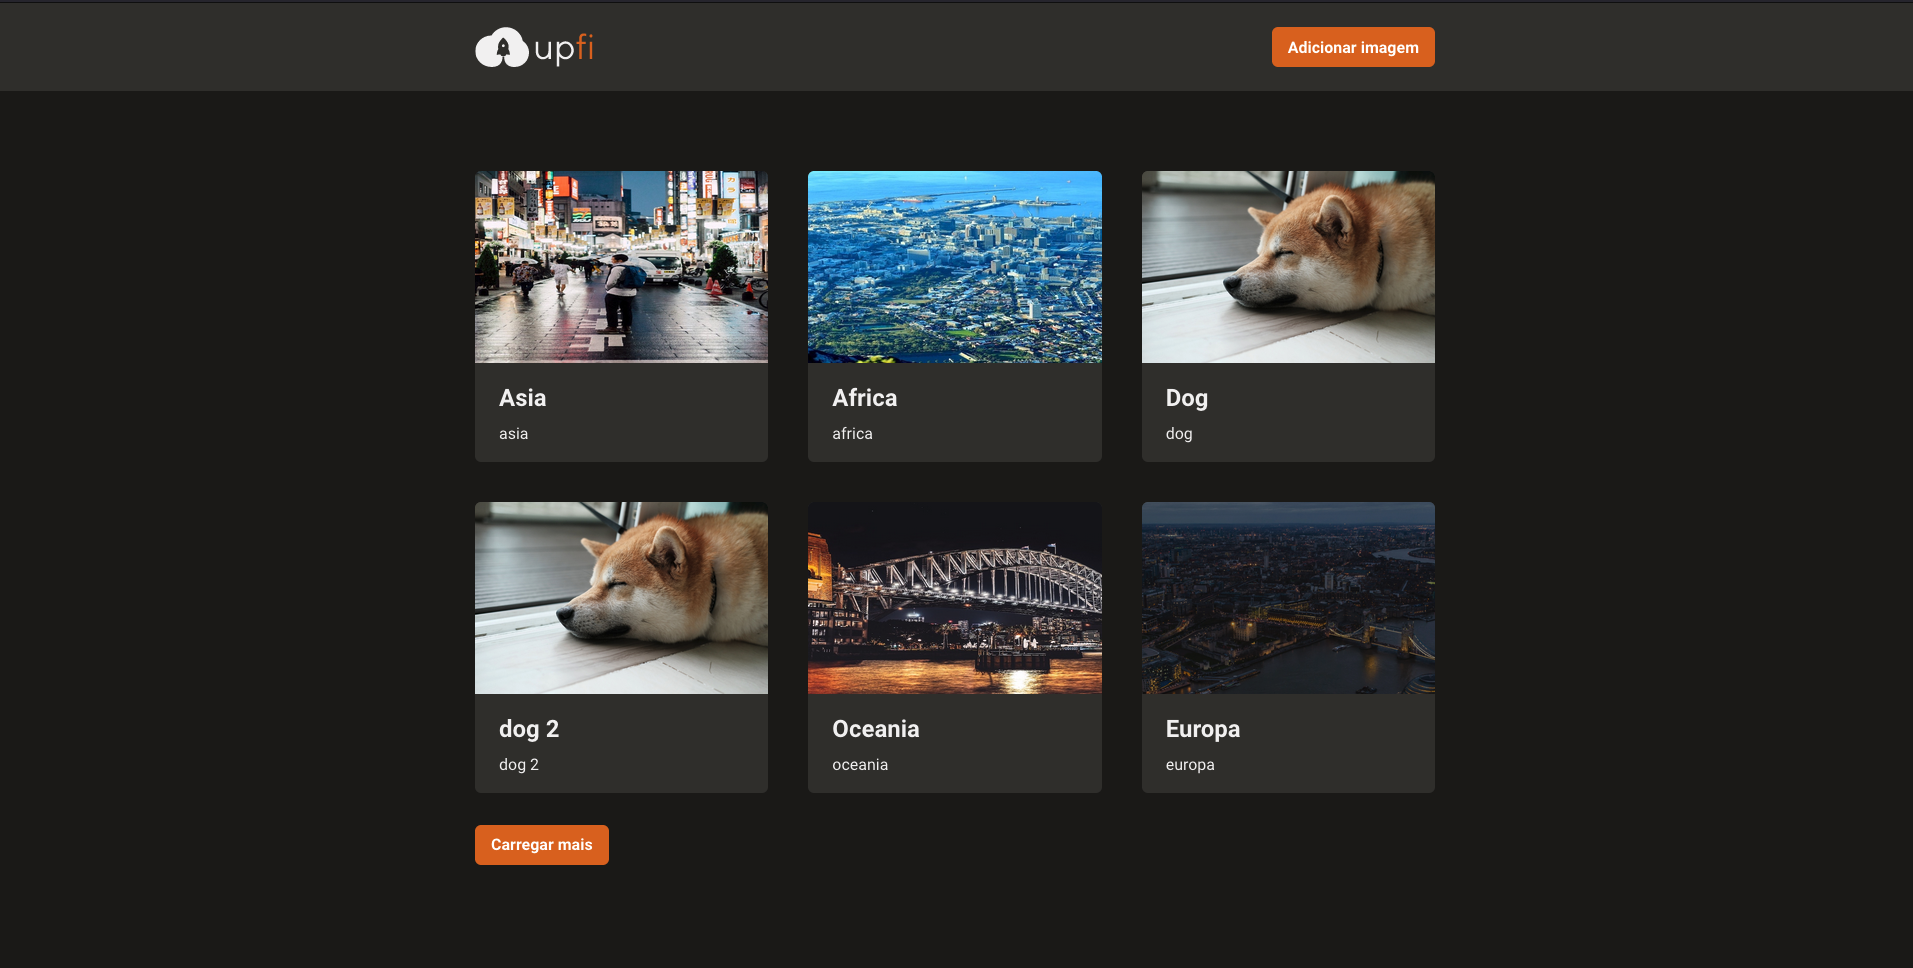 upfi
Adicionar imagem
Asia
asia
Africa
africa
Dog
dog
dog 2
dog 2
Oceania
oceania
Europa
europa
Carregar mais